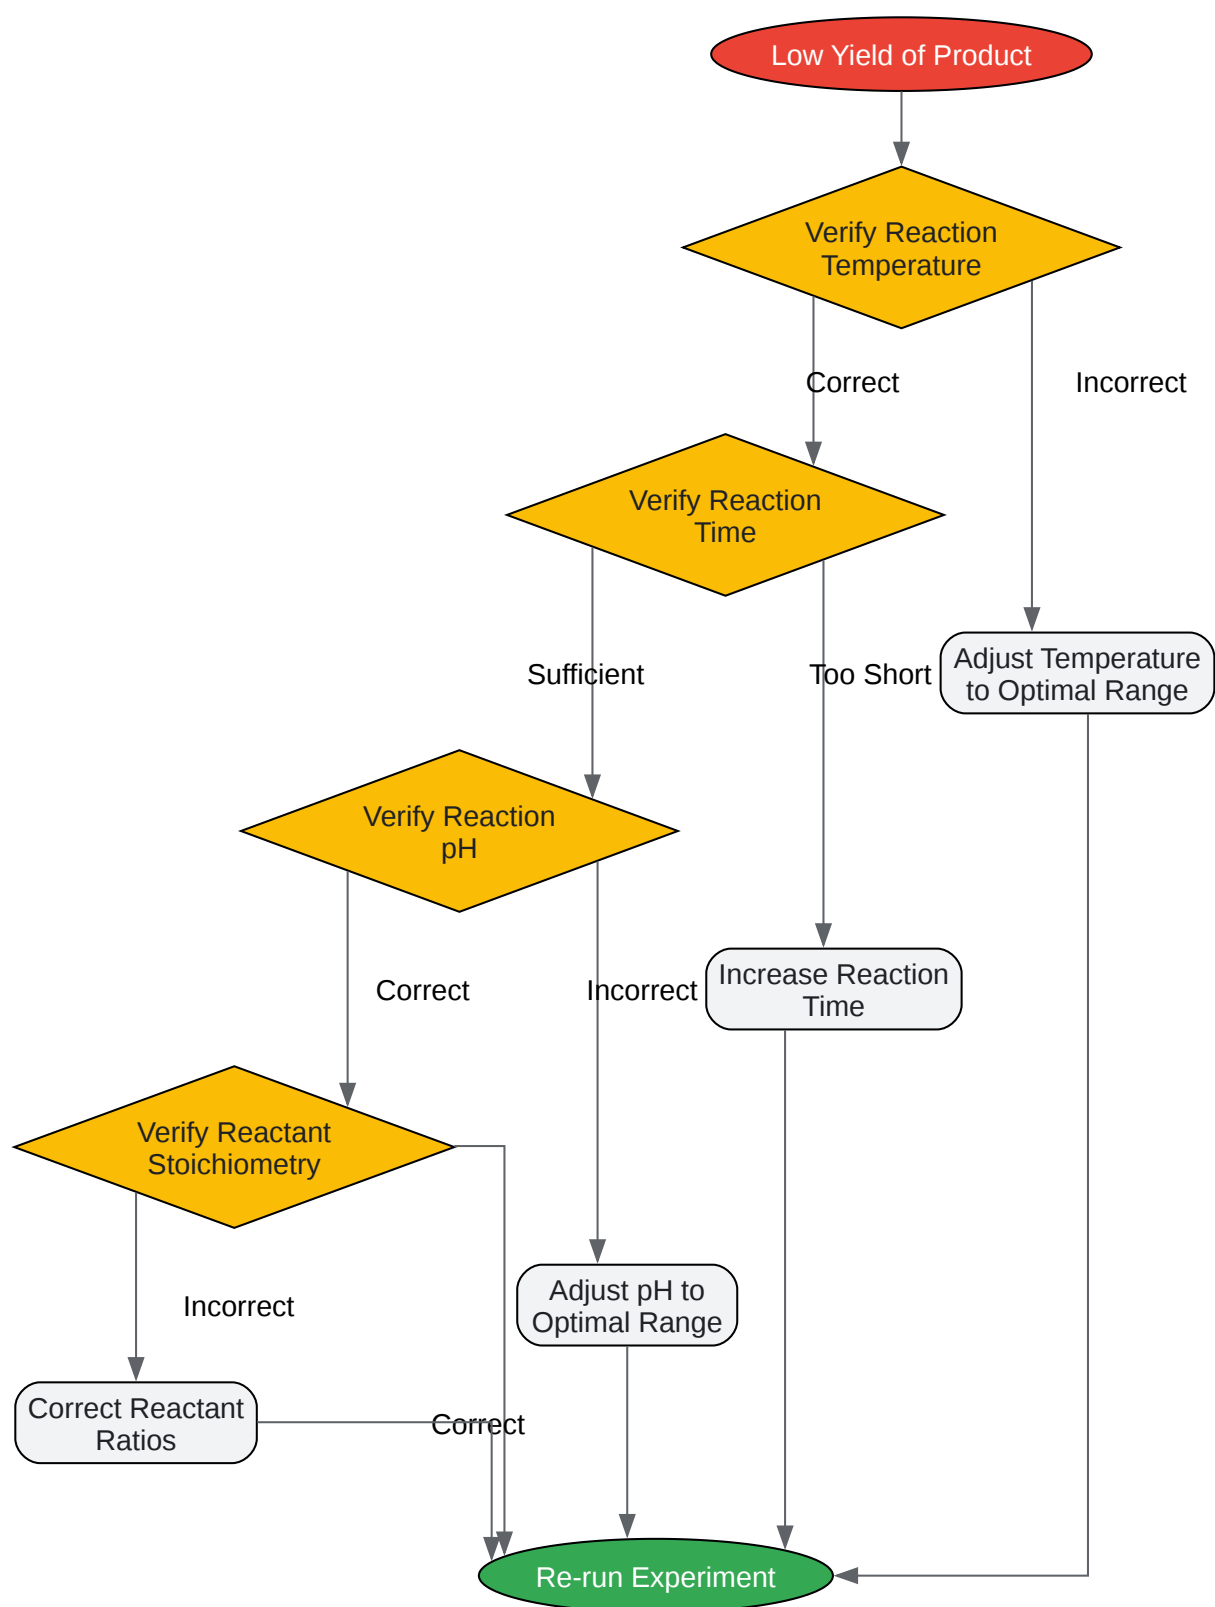 Low Yield of Product
Verify Reaction
Temperature
Correct
Incorrect
Verify Reaction
Time
Sufficient
Too Short
Adjust Temperature
to Optimal Range
Verify Reaction
pH
Correct
Incorrect
Increase Reaction
Time
Verify Reactant
Stoichiometry
Incorrect
Adjust pH to
Optimal Range
Correct Reactant
Ratios
Correct
Re-run Experiment